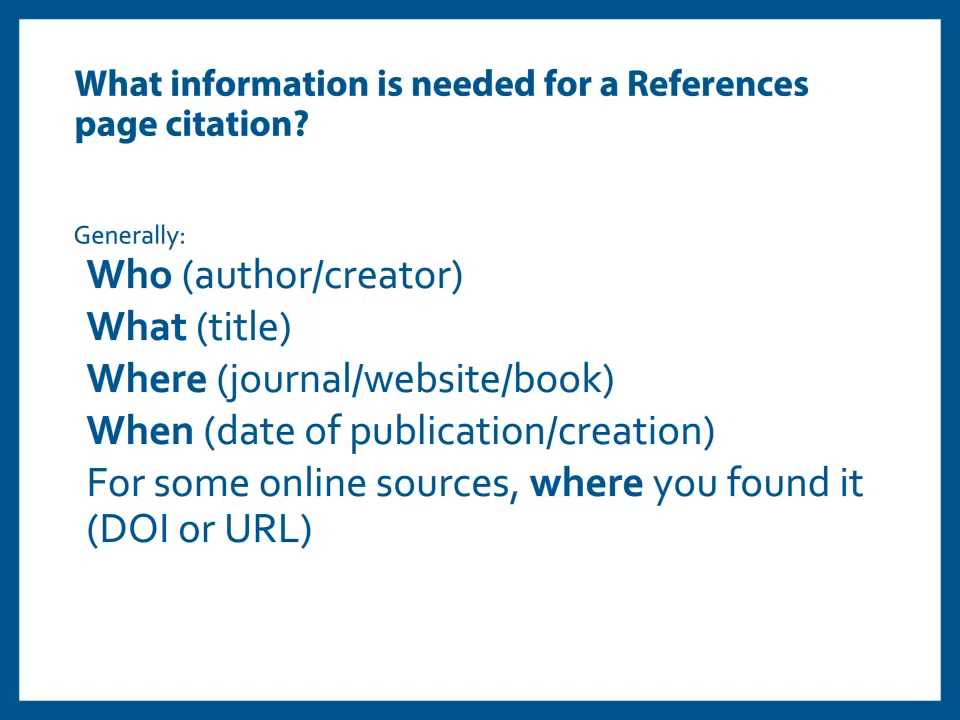 What information is needed for a References
page citation?
Generally:
Who (author/creator)
What (title)
Where (journal/website/book)
When (date of publication/creation)
For some online sources, where you found it
(DOI or URL)